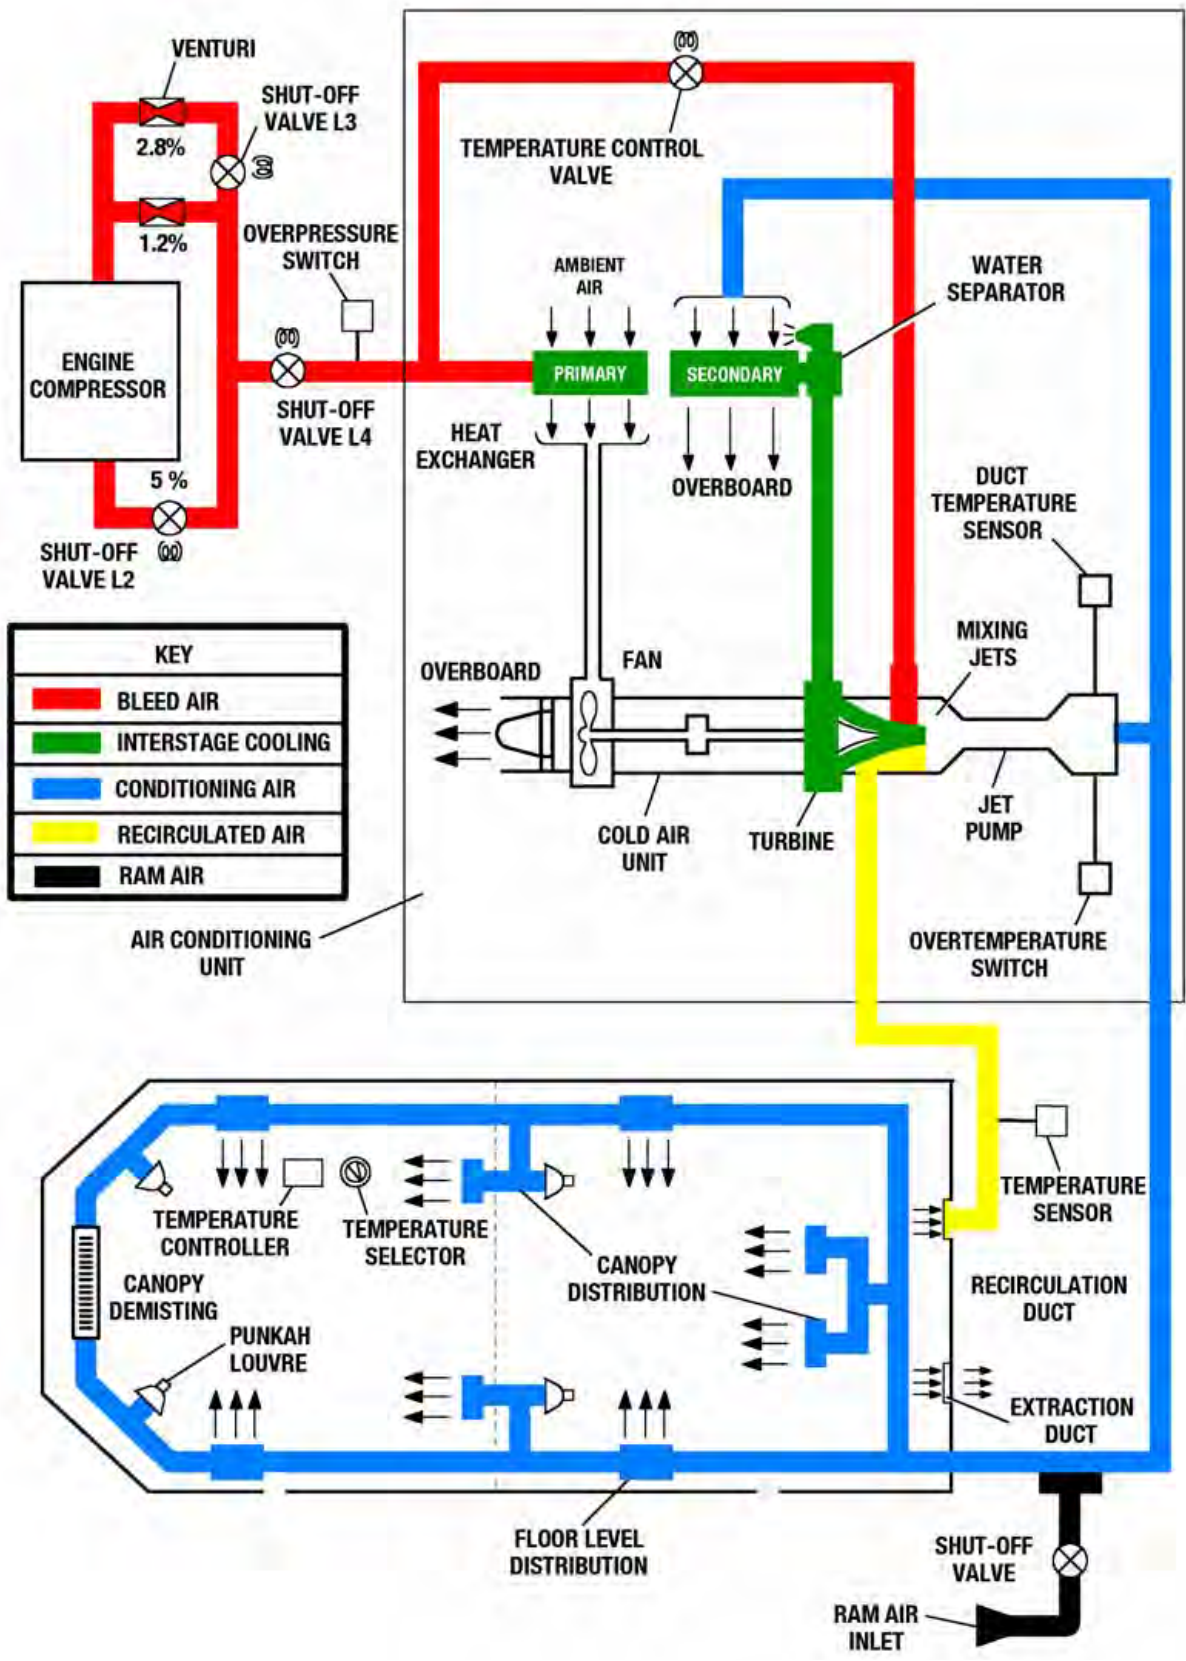 VENTURI
SHUT-OFF
VALVE L3
2.8%
1.2%
OVERPRESSURE
SWITCH
ENGINE
COMPRESSOR
SHUT-OFF
VALVE L4
5 %
SHUT-OFF
VALVE L2
TEMPERATURE CONTROL
VALVE
AMBIENT
AIR
WATER
SEPARATOR
PRIMARY
SECONDARY
HEAT
EXCHANGER
OVERBOARD
DUCT
TEMPERATURE
SENSOR
MIXING
JETS
OVERBOARD
FAN
COLD AIR
UNIT
TURBINE
JET
PUMP
OVERTEMPERATURE
SWITCH
KEY
BLEED AIR
INTERSTAGE COOLING
CONDITIONING AIR
RECIRCULATED AIR
RAM AIR
AIR CONDITIONING
UNIT
TEMPERATURE
CONTROLLER
TEMPERATURE
SELECTOR
CANOPY
DEMISTING
PUNKAH
LOUVRE
CANOPY
DISTRIBUTION
TEMPERATURE
SENSOR
RECIRCULATION
DUCT
EXTRACTION
DUCT
FLOOR LEVEL
DISTRIBUTION
SHUT-OFF
VALVE
RAM AIR
INLET